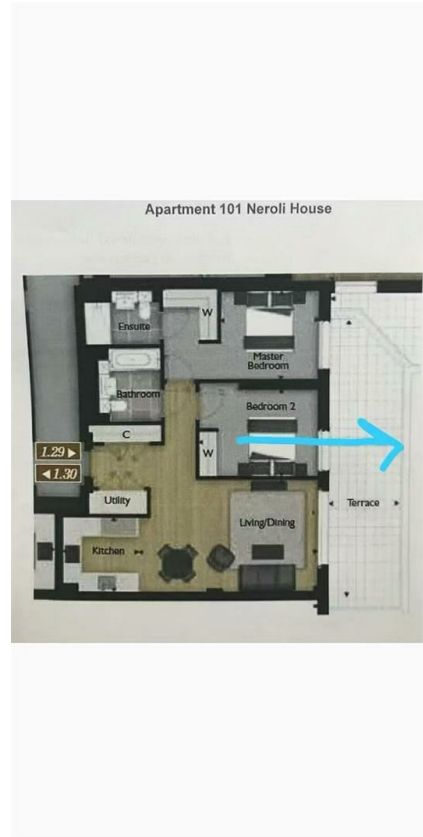 Apartment 101 Neroli House
W
Ensuite
Master
Bedroom
Bathroom
Bedroom 2
C
W
1.29
1.30
Utility
Terrace
Living/Dining
Kitchen